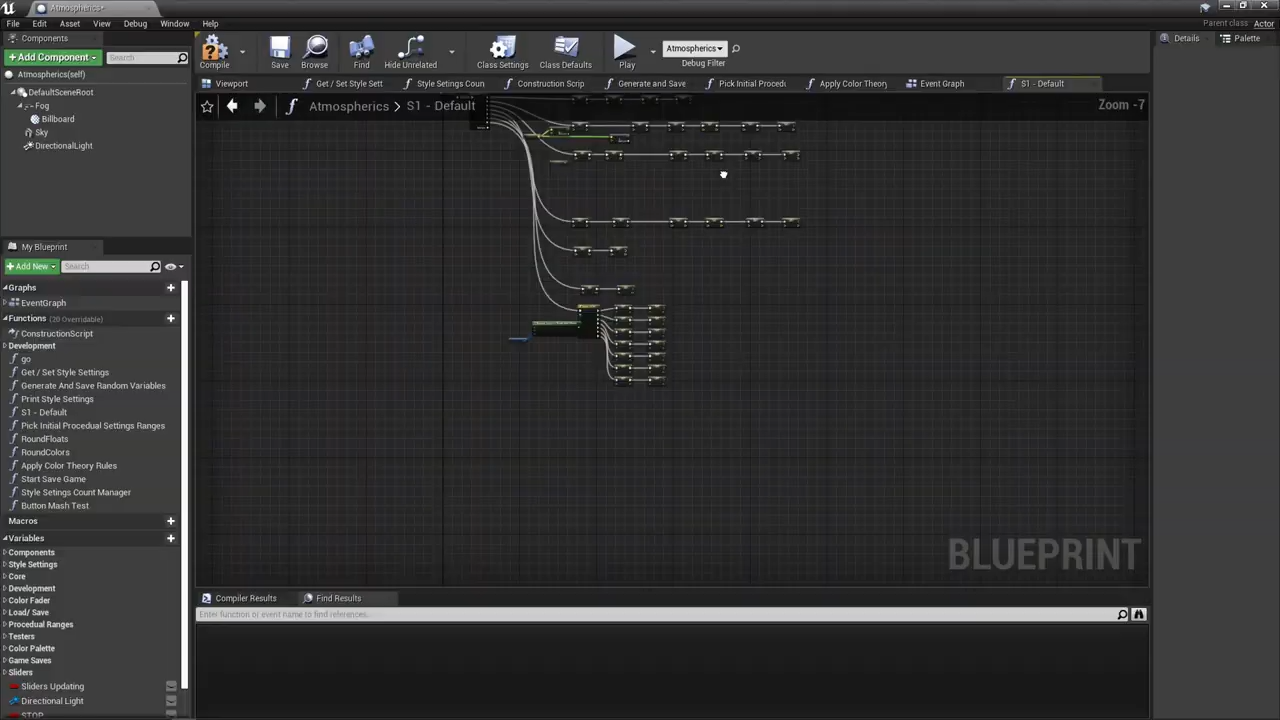 Atmospherics*
File Edit Asset View Debug Window Help
Parent class: Actor
Components
Details
Palette
Add Component
Search
Compile
Save
Browse
Find
Hide Unrelated
Class Settings
Class Defaults
Play
Atmospherics
Debug Filter
Atmospherics(self)
DefaultSceneRoot
Fog
Billboard
Sky
DirectionalLight
Viewport
Get / Set Style Sett
Style Setings Coun
Construction Scrip
Generate and Save
Pick Initial Procedi
Apply Color Theory
Event Graph
S1 - Default
Atmospherics > S1 - Default
Zoom -7
My Blueprint
Add New
Search
Graphs
EventGraph
Functions (20 Overridable)
ConstructionScript
Development
go
Get / Set Style Settings
Generate And Save Random Variables
Print Style Settings
S1 - Default
Pick Initial Procedual Settings Ranges
RoundFloats
RoundColors
Apply Color Theory Rules
Start Save Game
Style Setings Count Manager
Button Mash Test
Macros
Variables
Components
Style Settings
Core
Development
Color Fader
Load/ Save
Procedual Ranges
Testers
Color Palette
Game Saves
Sliders
Sliders Updating
Directional Light
STOP
BLUEPRINT
Compiler Results
Find Results
Enter function or event name to find references...